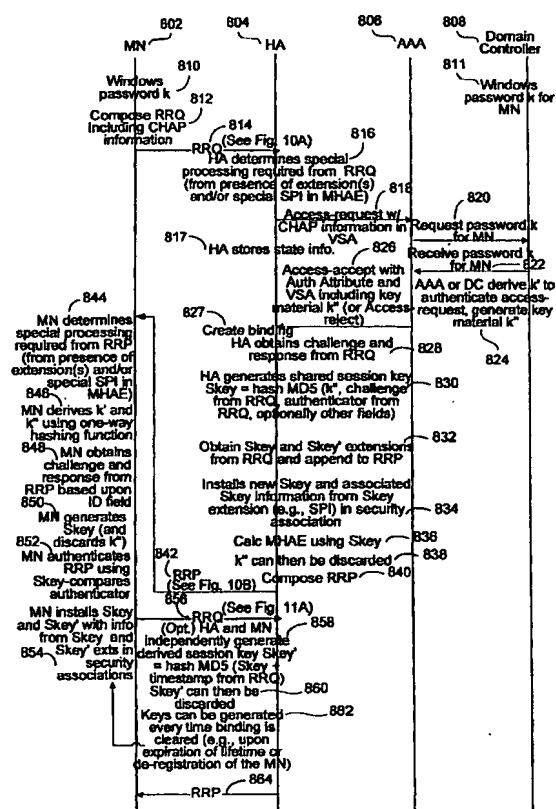 802
804
806
808
MN
HA
AAA
Domain
Controller
810
Windows
password k
811
Windows
password k for
MN
812
Compose RRQ
Including CHAP
information
814
RRQ
(See Fig. 10A)
816
HA determines special
processing required from RRQ
(from presence of extension(s)
and/or special SPI in MHAE)
818
Access-request w/
CHAP information in
VSA
817
HA stores state info.
820
Request password k
for MN
826
Receive password k
for MN
822
Access-accept with
Auth Attribute and
VSA including key
material k" (or Access
reject)
AAA or DC derive k' to
authenticate access-
request, generate key
material k"
824
827
Create binding
HA obtains challenge and
response from RRQ
828
HA generates shared session key
Skey = hash MD5 (k", challenge
from RRQ, authenticator from
RRQ, optionally other fields)
830
Obtain Skey and Skey' extensions
from RRQ and append to RRP
832
Installs new Skey and associated
Skey information from Skey
extension (e.g., SPI) in security
association
834
Calc MHAE using Skey
836
k" can then be discarded
838
Compose RRP
840
842
RRP
(See Fig. 10B)
844
MN determines
special processing
required from RRP
(from presence of
extension(s) and/or
special SPI in
MHAE)
846
MN derives k' and
k" using one-way
hashing function
848
MN obtains
challenge and
response from
RRP based upon
ID field
850
MN generates
Skey (and
discards k")
852
MN authenticates
RRP using
Skey-compares
authenticator
MN installs Skey
and Skey' with info
from Skey and
Skey' exts in
security
associations
854
856
RRQ
(See Fig. 11A)
(Opt.) HA and MN
Independently generate
derived session key Skey'
= hash MD5 (Skey +
timestamp from RRQ)
858
Skey' can then be
discarded
860
Keys can be generated
every time binding is
cleared (e.g., upon
expiration of lifetime or
de-registration of the MN)
882
RRP
864